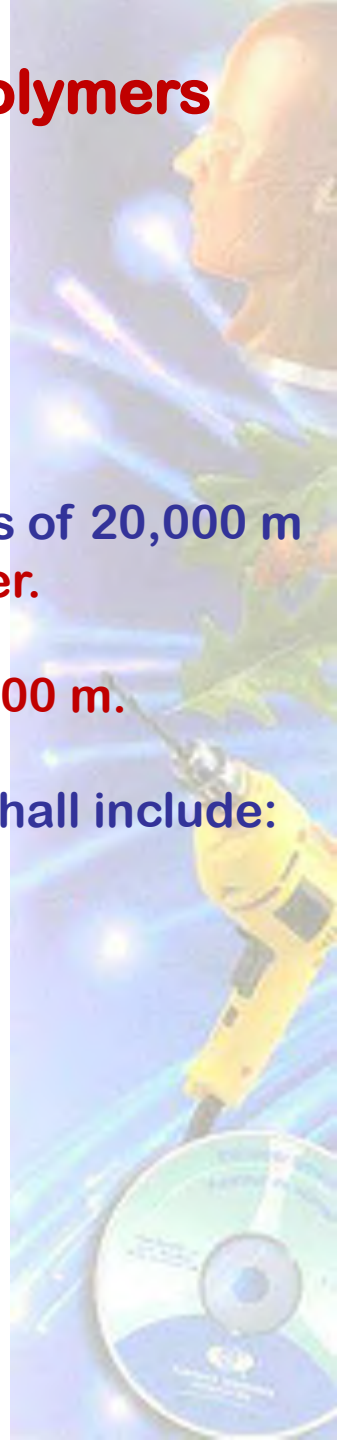 olymers
s of 20,000 m
er.
00 m.
hall include: